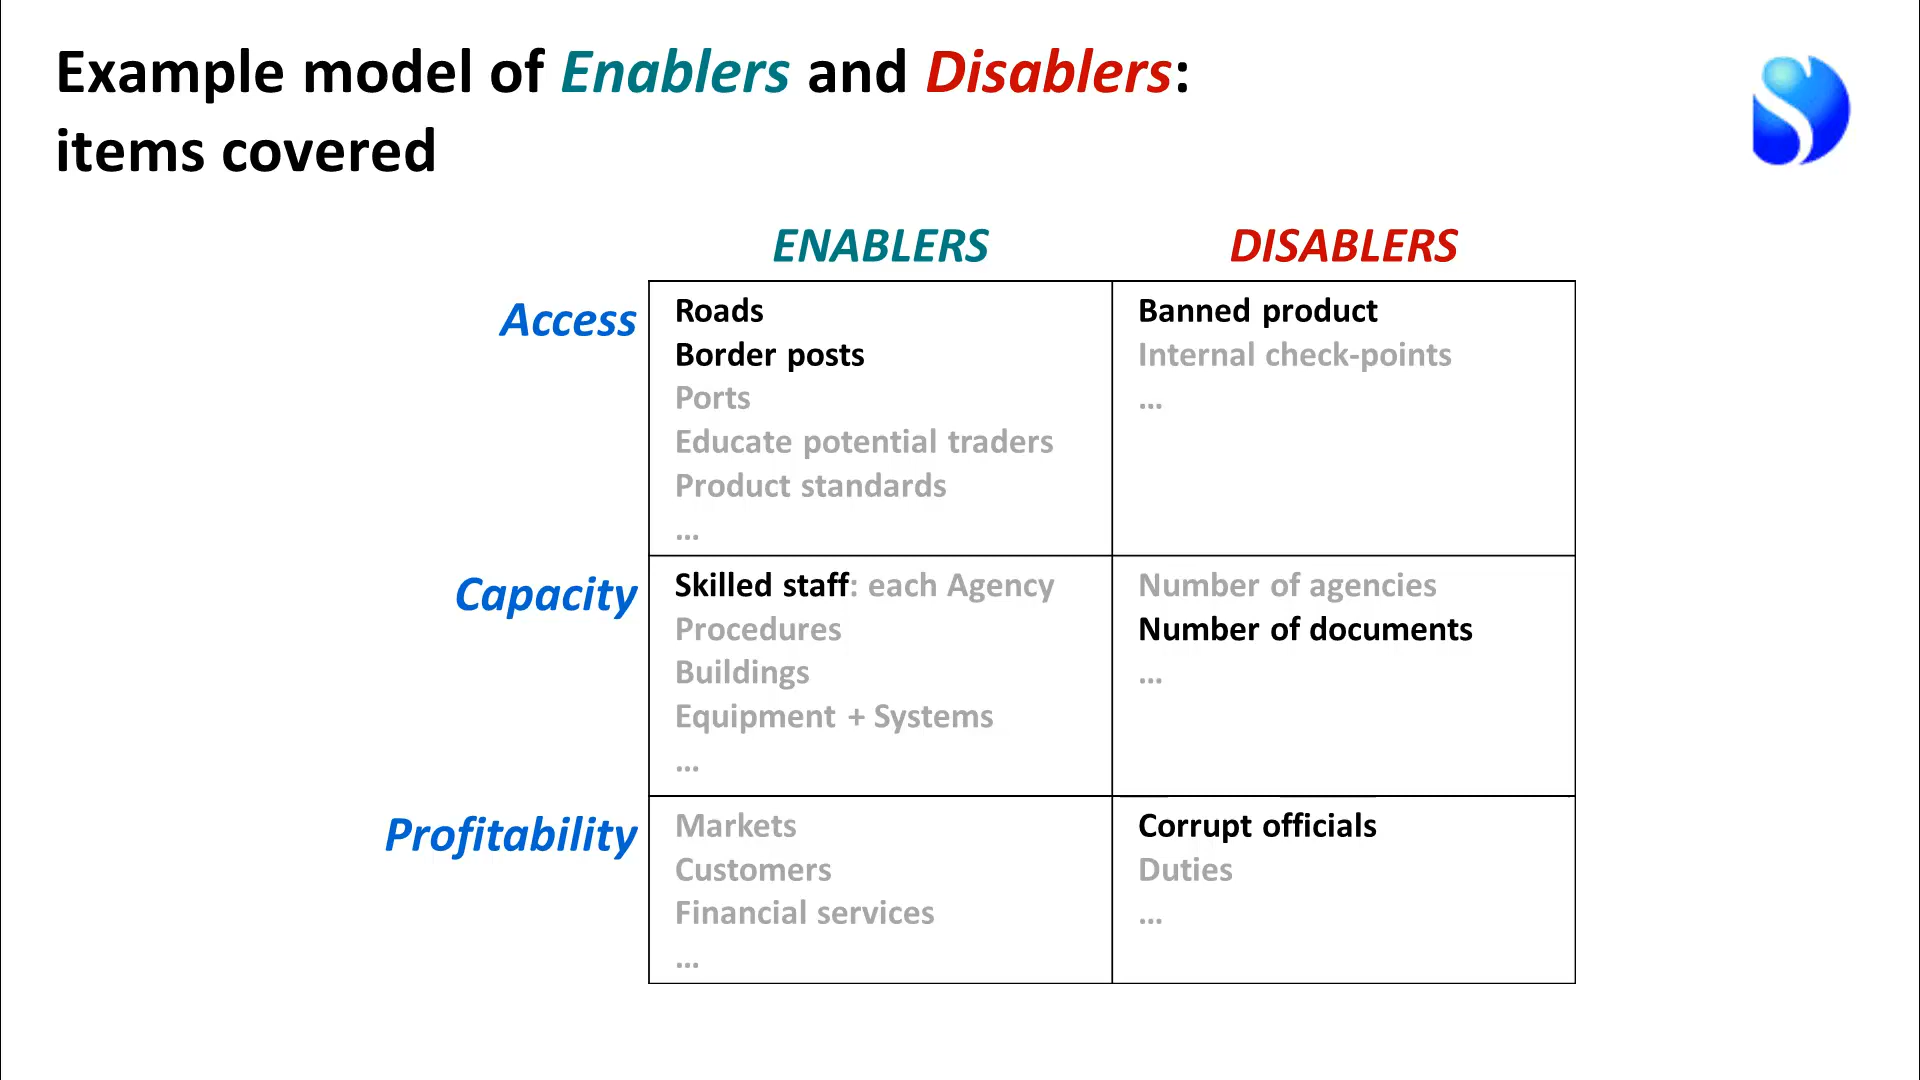 Example model of Enablers and Disablers:
items covered
ENABLERS
DISABLERS
Access
Roads
Border posts
Ports
Educate potential traders
Product standards
...
Banned product
Internal check-points
...
Capacity
Skilled staff: each Agency
Procedures
Buildings
Equipment + Systems
...
Number of agencies
Number of documents
...
Profitability
Markets
Customers
Financial services
...
Corrupt officials
Duties
...